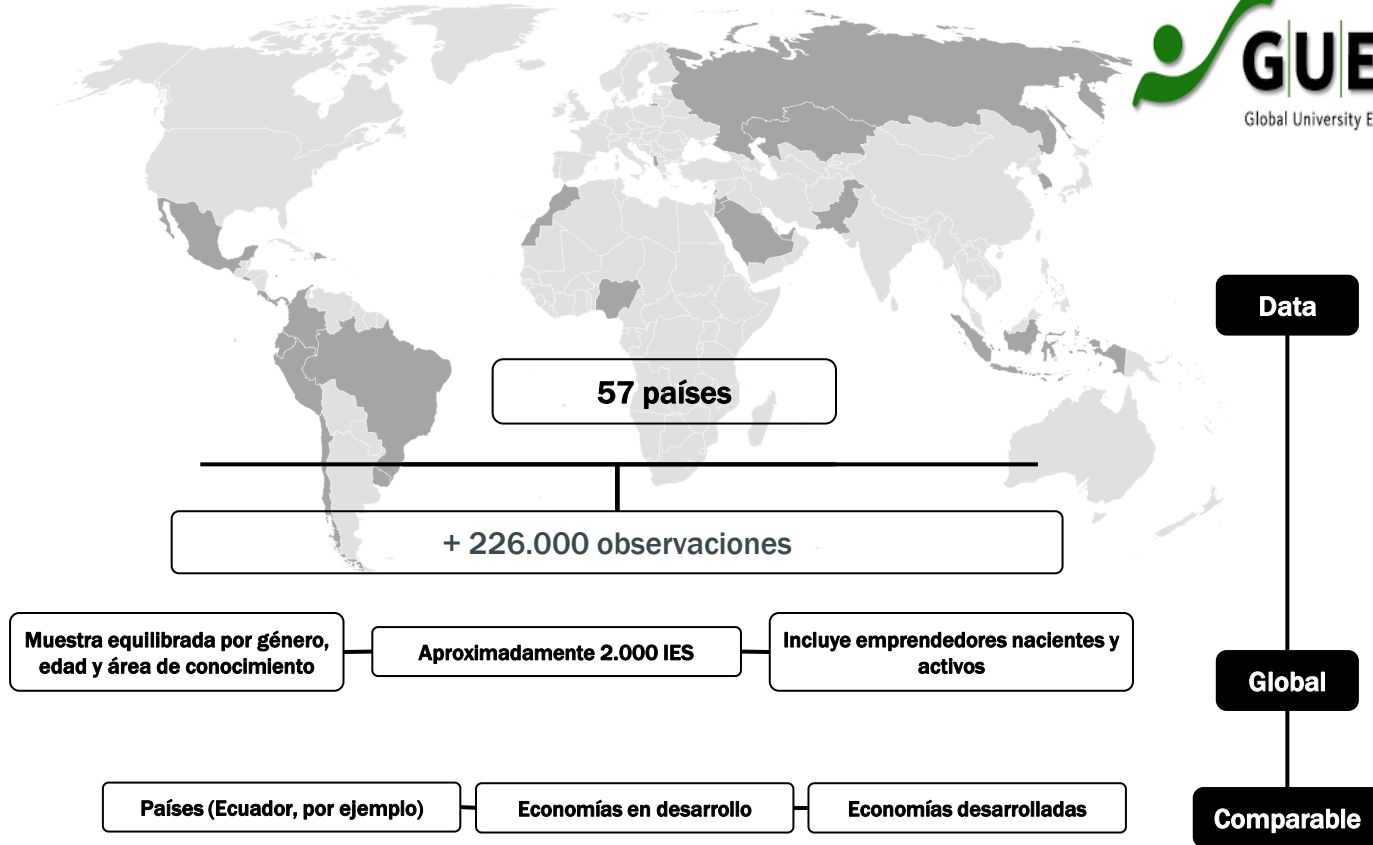 GUE
Global University E
Data
57 países
+ 226.000 observaciones
Muestra equilibrada por género,
edad y área de conocimiento
Aproximadamente 2.000 IES
Incluye emprendedores nacientes y
activos
Global
Países (Ecuador, por ejemplo)
Economías en desarrollo
Economías desarrolladas
Comparable